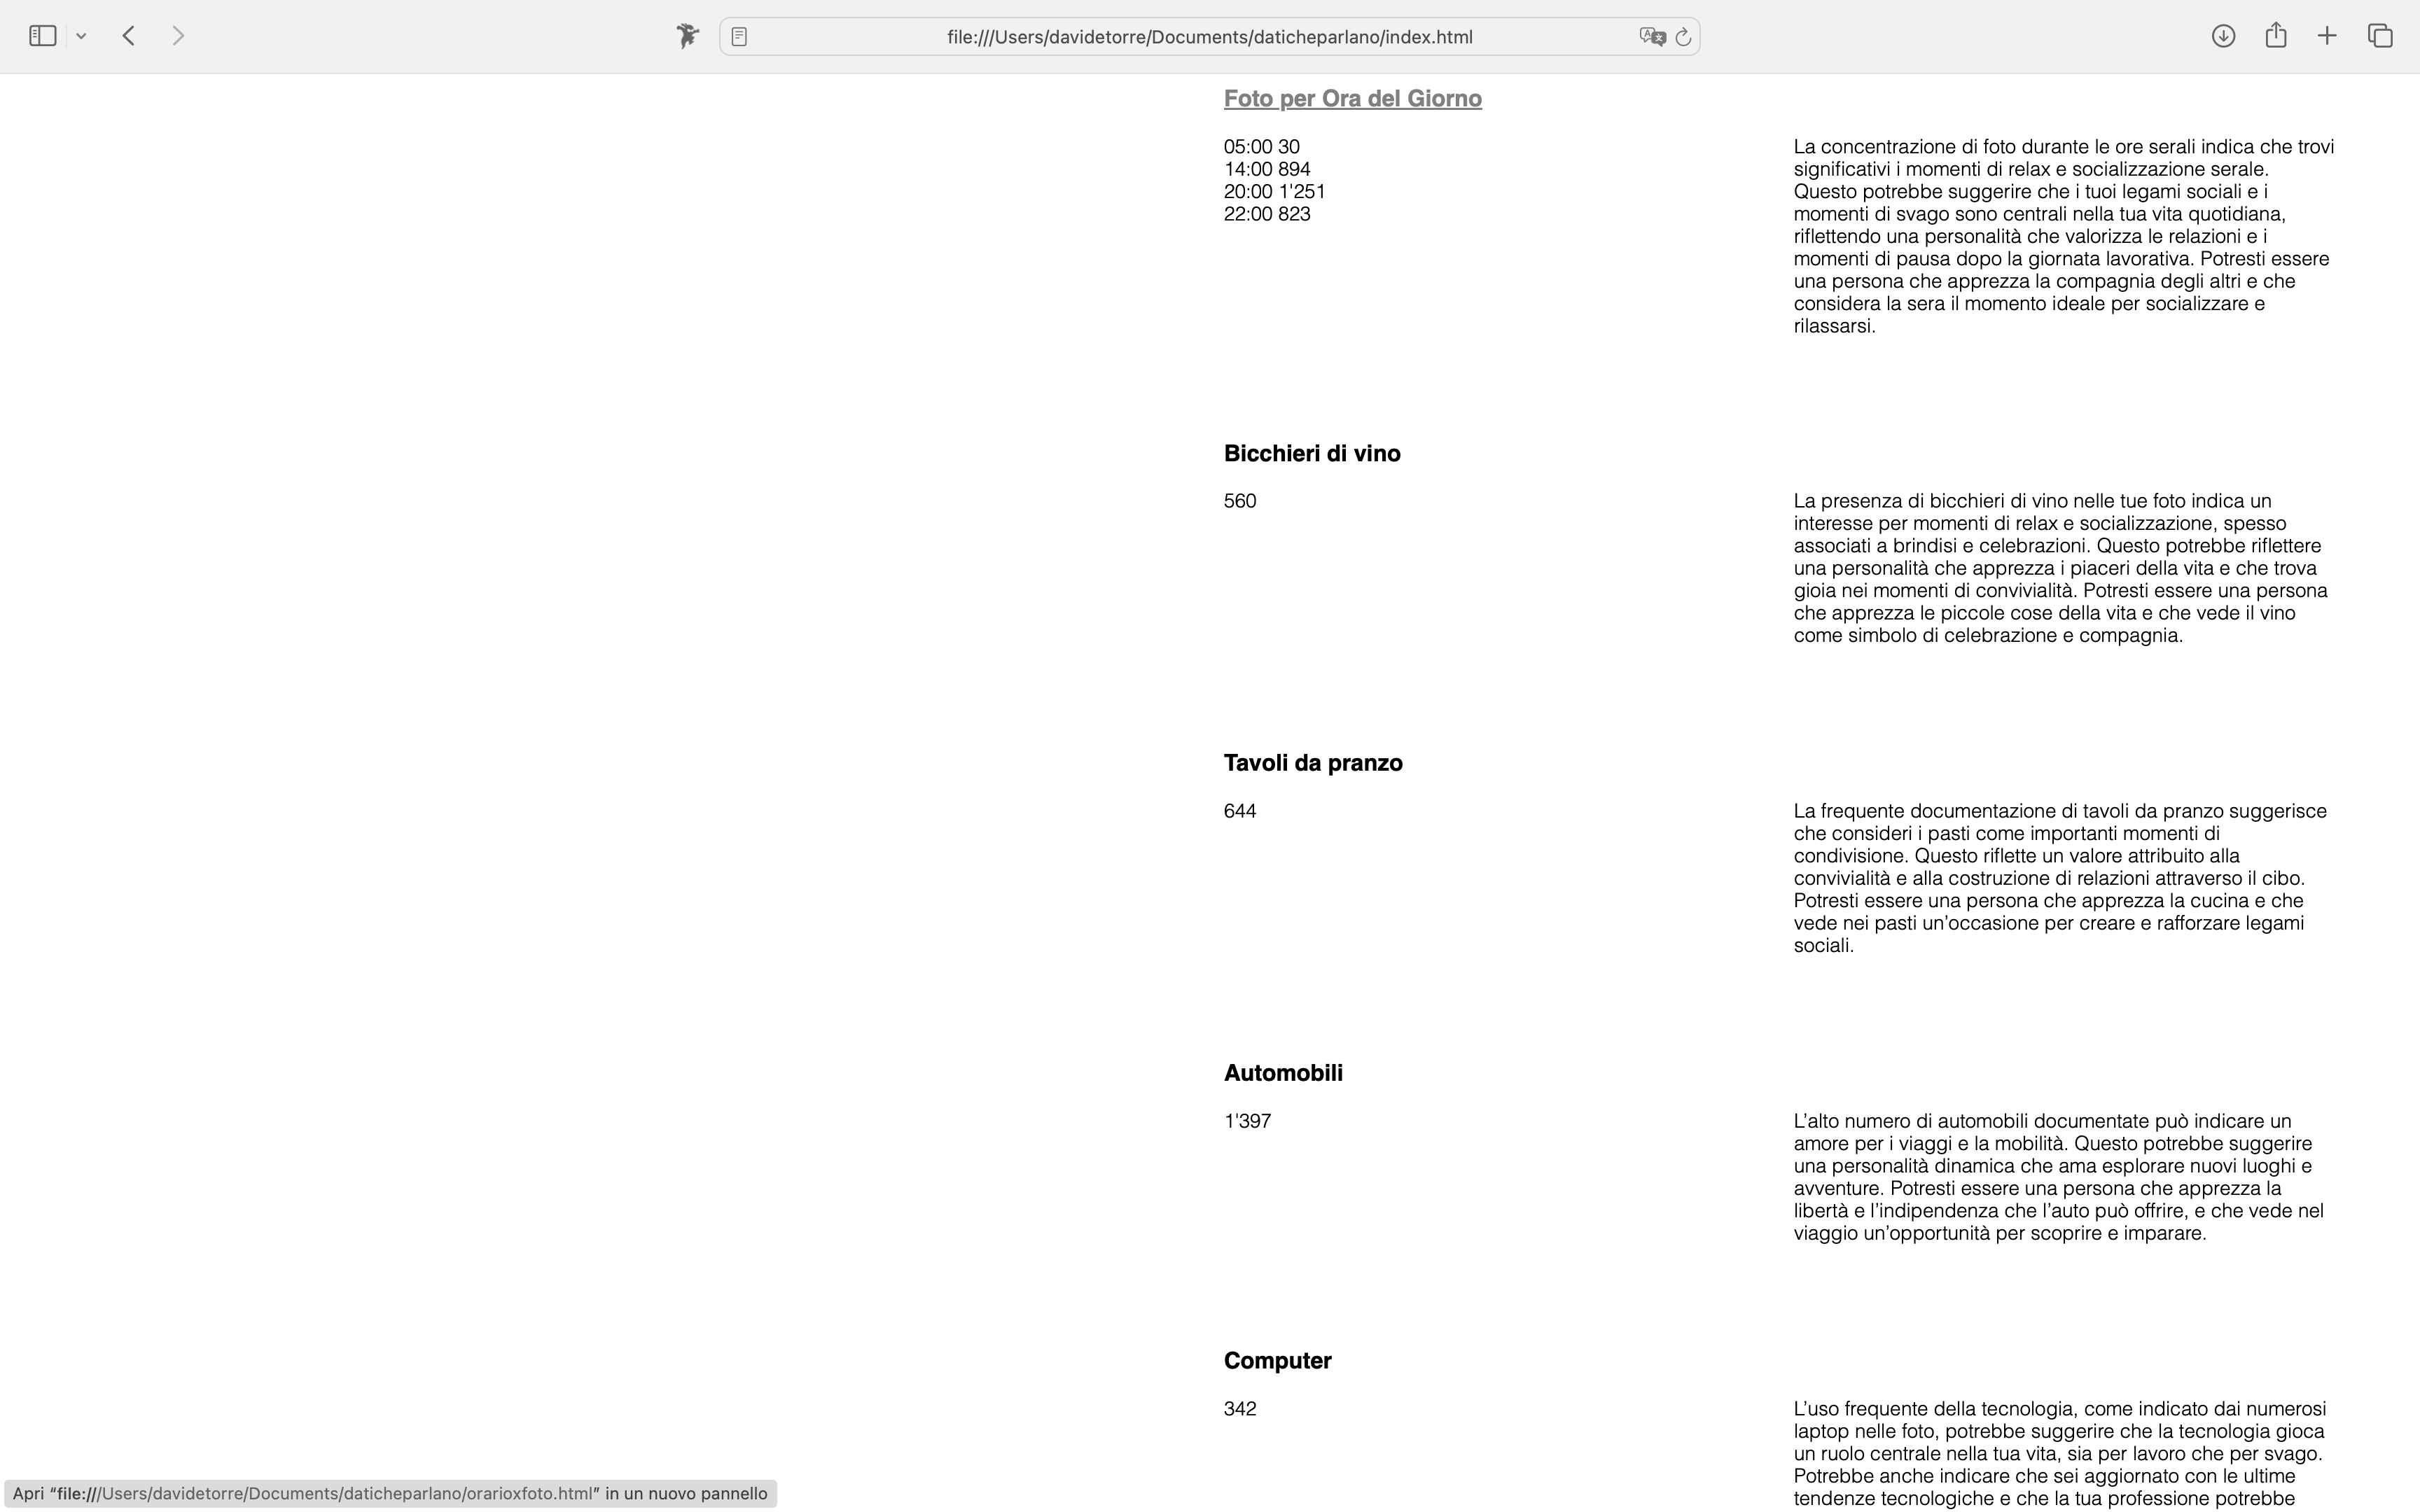 file:///Users/davidetorre/Documents/daticheparlano/index.html
Foto per Ora del Giorno
05:00 30
14:00 894
20:00 1'251
22:00 823
La concentrazione di foto durante le ore serali indica che trovi
significativi i momenti di relax e socializzazione serale.
Questo potrebbe suggerire che i tuoi legami sociali e i
momenti di svago sono centrali nella tua vita quotidiana,
riflettendo una personalità che valorizza le relazioni e i
momenti di pausa dopo la giornata lavorativa. Potresti essere
una persona che apprezza la compagnia degli altri e che
considera la sera il momento ideale per socializzare e
rilassarsi.
Bicchieri di vino
560
La presenza di bicchieri di vino nelle tue foto indica un
interesse per momenti di relax e socializzazione, spesso
associati a brindisi e celebrazioni. Questo potrebbe riflettere
una personalità che apprezza i piaceri della vita e che trova
gioia nei momenti di convivialità. Potresti essere una persona
che apprezza le piccole cose della vita e che vede il vino
come simbolo di celebrazione e compagnia.
Tavoli da pranzo
644
La frequente documentazione di tavoli da pranzo suggerisce
che consideri i pasti come importanti momenti di
condivisione. Questo riflette un valore attribuito alla
convivialità e alla costruzione di relazioni attraverso il cibo.
Potresti essere una persona che apprezza la cucina e che
vede nei pasti un’occasione per creare e rafforzare legami
sociali.
Automobili
1'397
L’alto numero di automobili documentate può indicare un
amore per i viaggi e la mobilità. Questo potrebbe suggerire
una personalità dinamica che ama esplorare nuovi luoghi e
avventure. Potresti essere una persona che apprezza la
libertà e l’indipendenza che l’auto può offrire, e che vede nel
viaggio un’opportunità per scoprire e imparare.
Computer
342
L’uso frequente della tecnologia, come indicato dai numerosi
laptop nelle foto, potrebbe suggerire che la tecnologia gioca
un ruolo centrale nella tua vita, sia per lavoro che per svago.
Potrebbe anche indicare che sei aggiornato con le ultime
tendenze tecnologiche e che la tua professione potrebbe
Apri “file:///Users/davidetorre/Documents/daticheparlano/orarioxfoto.html” in un nuovo pannello